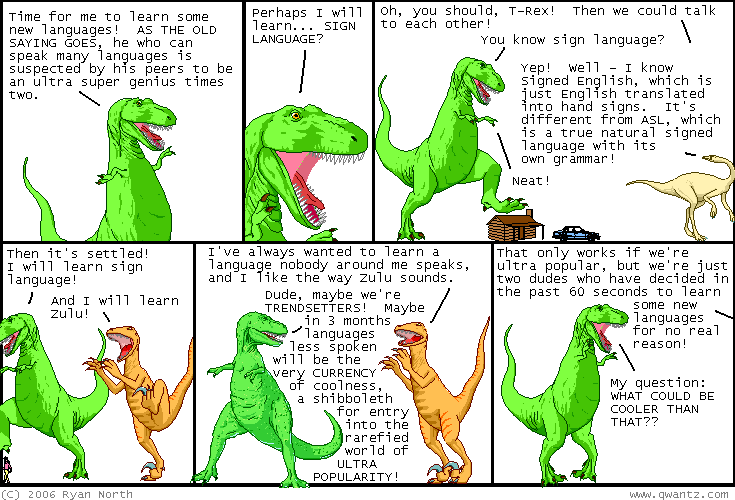 Time for me to learn some
new languages!  AS THE OLD
SAYING GOES, he who can
speak many languages is
suspected by his peers to be
an ultra super genius times
two.
Perhaps I will
learn... SIGN
LANGUAGE?
Oh, you should, T-Rex!  Then we could talk
to each other!
You know sign language?
Yep!  Well - I know
Signed English, which is
just English translated
into hand signs.  It's
different from ASL, which
is a true natural signed
language with its
own grammar!
Neat!
Then it's settled!
I will learn sign
language!
And I will learn
Zulu!
I've always wanted to learn a
language nobody around me speaks,
and I like the way Zulu sounds.
Dude, maybe we're
TRENDSETTERS!  Maybe
in 3 months
languages
less spoken
will be the
very CURRENCY
of coolness,
a shibboleth
for entry
into the
rarefied
world of
ULTRA
POPULARITY!
That only works if we're
ultra popular, but we're just
two dudes who have decided in
the past 60 seconds to learn
some new
languages
for no real
reason!
My question:
WHAT COULD BE
COOLER THAN
THAT??
(C) 2006 Ryan North
www.qwantz.com